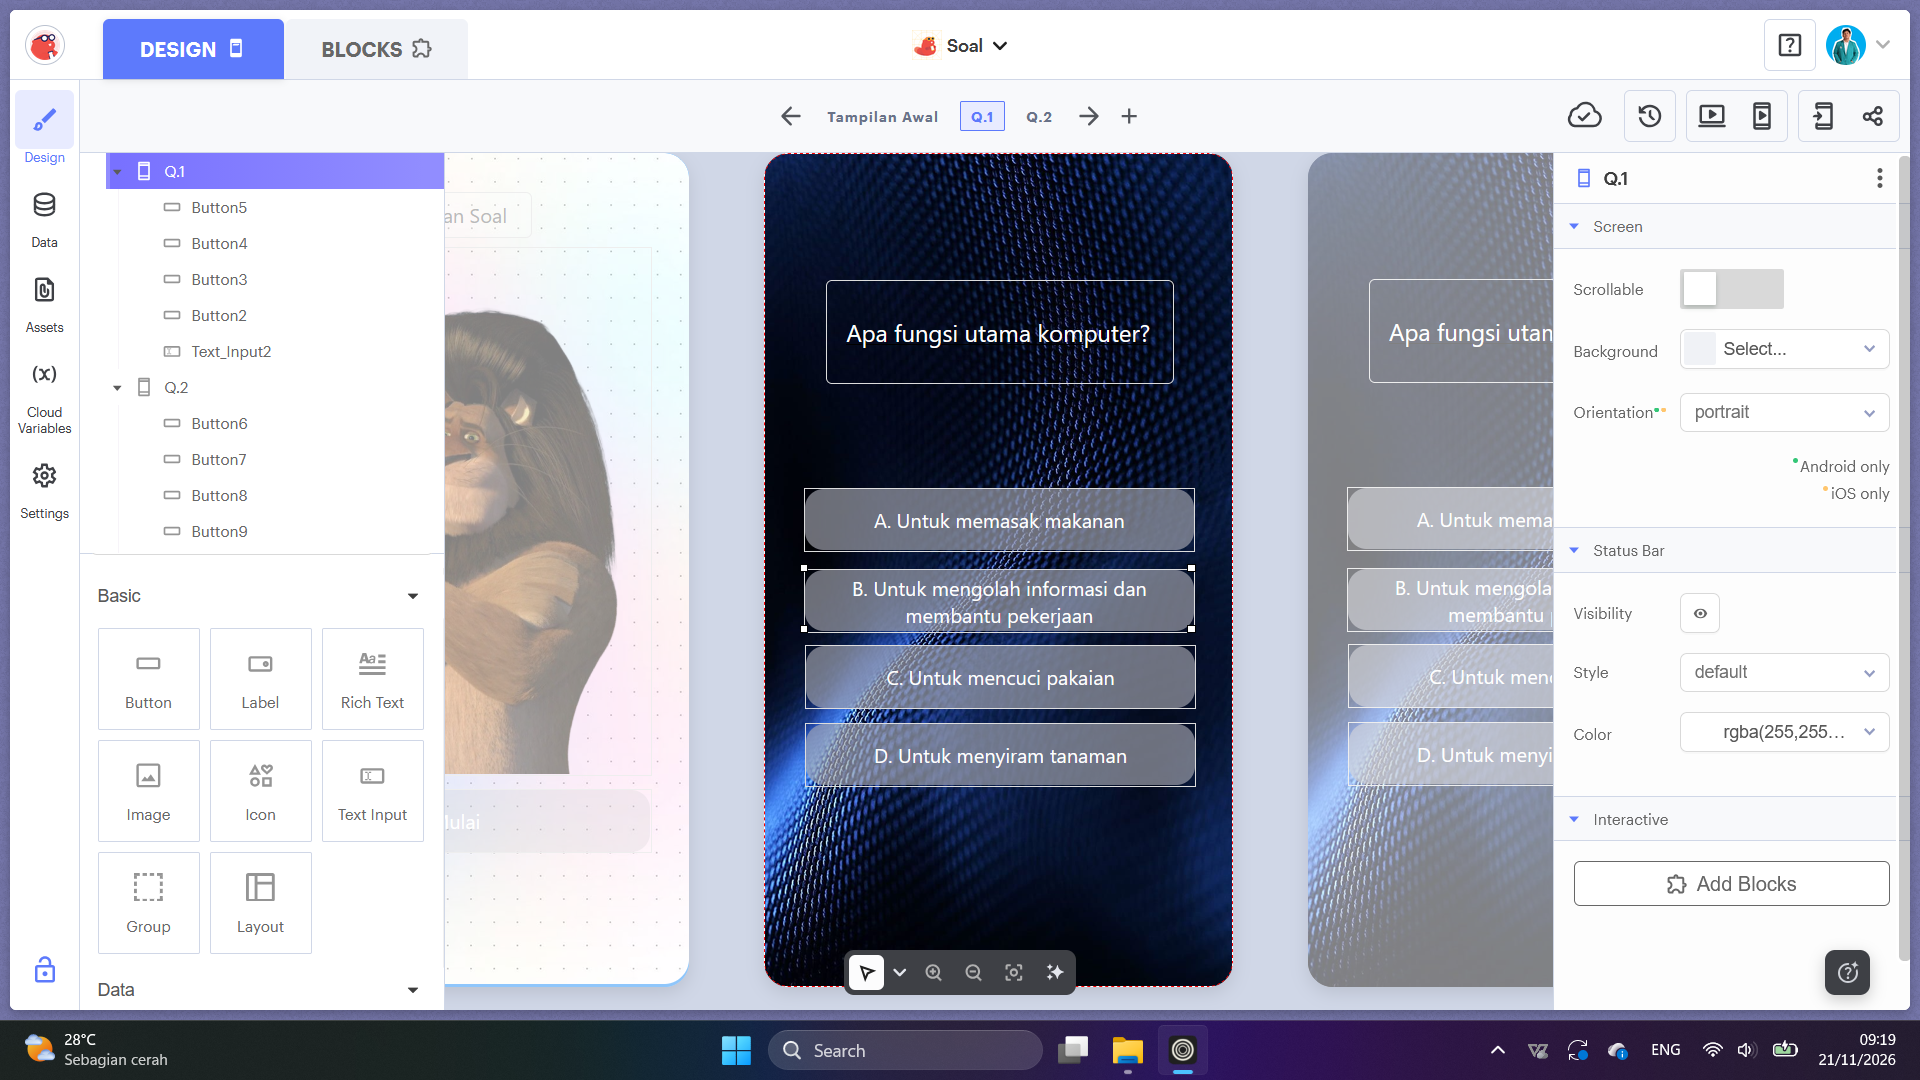 DESIGN
BLOCKS
Soal
Tampilan Awal
Q.1
Q.2
Design
Data
Assets
Cloud
Variables
Settings
Q.1
Button5
Button4
Button3
Button2
Text_Input2
Q.2
Button6
Button7
Button8
Button9
Basic
Button
Label
Rich Text
Image
Icon
Text Input
Group
Layout
Data
an Soal
Mulai
Apa fungsi utama komputer?
A. Untuk memasak makanan
B. Untuk mengolah informasi dan
membantu pekerjaan
C. Untuk mencuci pakaian
D. Untuk menyiram tanaman
Apa fungsi utam
A. Untuk mema
B. Untuk mengola
membantu
C. Untuk menc
D. Untuk menyi
Q.1
Screen
Scrollable
Background
Select...
Orientation
portrait
Android only
iOS only
Status Bar
Visibility
Style
default
Color
rgba(255,255...
Interactive
Add Blocks
28°C
Sebagian cerah
Search
ENG
09:19
21/11/2026